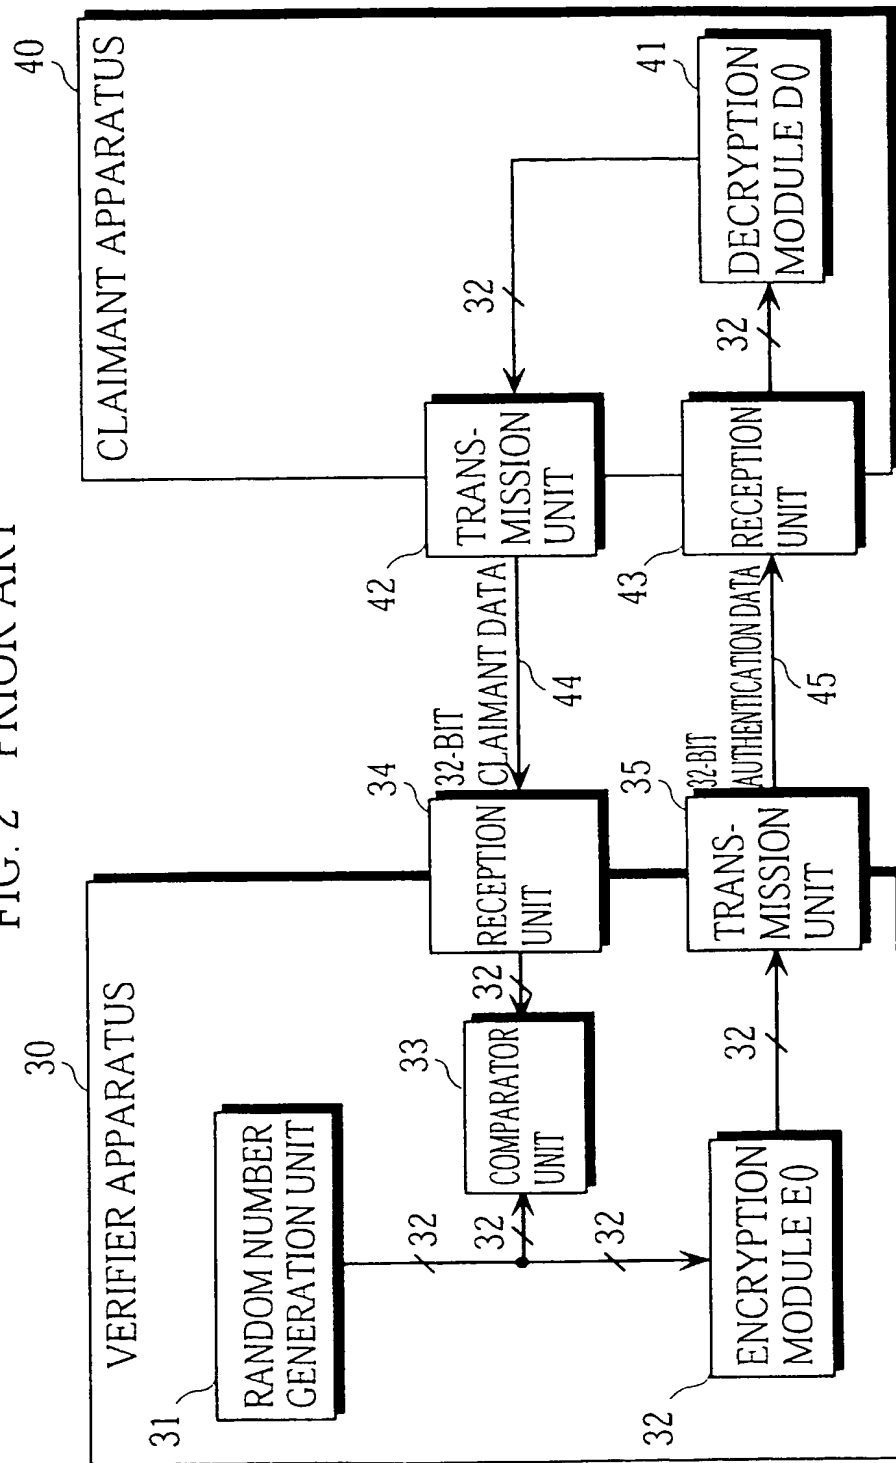 FIG. 2 PRIOR ART
30
VERIFIER APPARATUS
31
RANDOM NUMBER
GENERATION UNIT
32
32
32
33
COMPARATOR
UNIT
32
32
ENCRYPTION
MODULE E0
32
34
RECEPTION
UNIT
35
TRANS-
MISSION
UNIT
32-BIT
CLAIMANT DATA
44
32-BIT
AUTHENTICATION DATA
45
40
CLAIMANT APPARATUS
42
TRANS-
MISSION
UNIT
43
RECEPTION
UNIT
32
32
41
DECRYPTION
MODULE D0